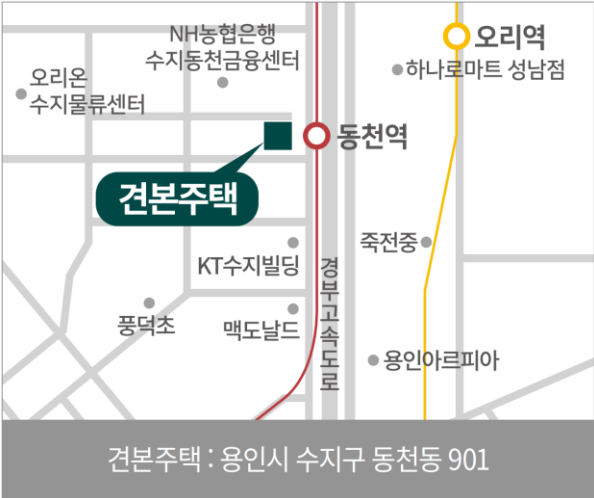 NH농협은행
수지동천금융센터
오리역
하나로마트 성남점
오리온
수지물류센터
동천역
견본주택
죽전중
KT수지빌딩
경부고속도로
풍덕초
맥도날드
용인아르피아
견본주택 : 용인시 수지구 동천동 901